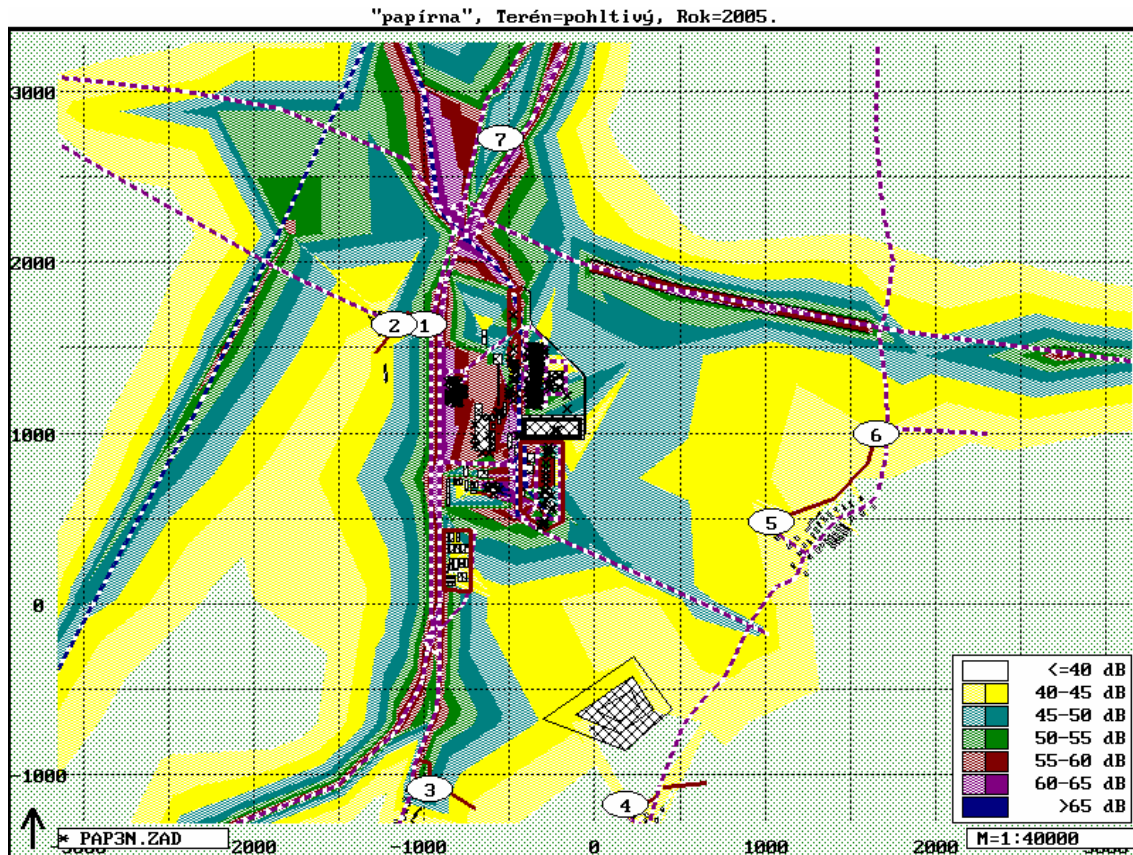 "papírna", Terén=pohltivý, Rok=2005.
3000
7
2000
2
1
1000
6
5
0
<=40 dB
40-45 dB
45-50 dB
50-55 dB
55-60 dB
60-65 dB
>65 dB
-1000
3
4
* PAP3N.ZAD
M=1:40000
-2000
-1000
0
1000
2000